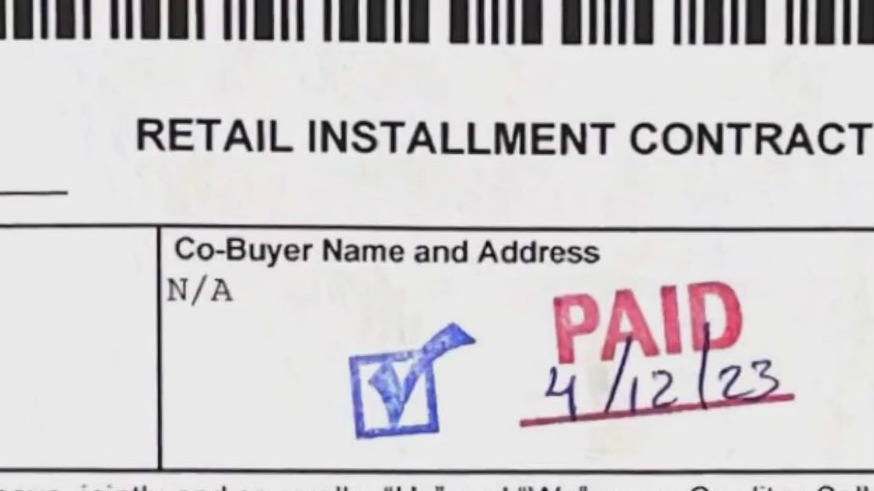 RETAIL INSTALLMENT CONTRACT
Co-Buyer Name and Address
N/A
PAID
4/12/23